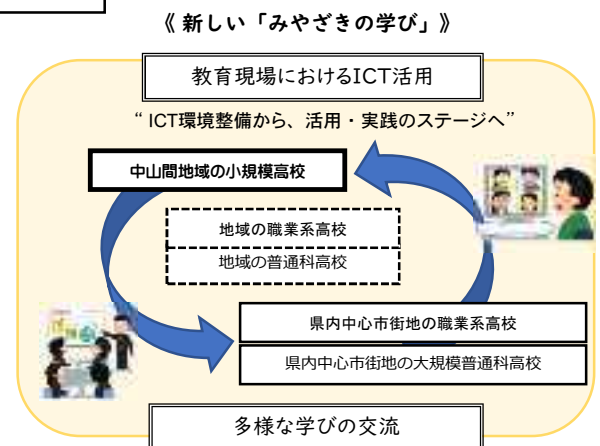 《 新しい「みやざきの学び」》
教育現場におけるICT活用
“ ICT環境整備から、活用・実践のステージへ”
中山間地域の小規模高校
地域の職業系高校
地域の普通科高校
県内中心市街地の職業系高校
県内中心市街地の大規模普通科高校
多様な学びの交流